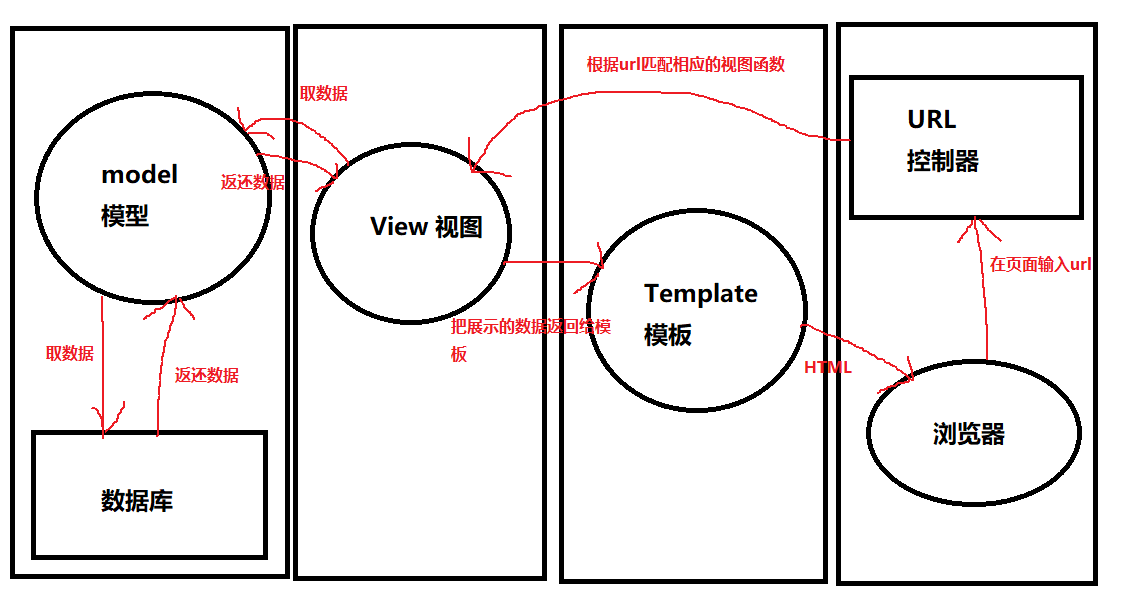 根据url匹配相应的视图函数
取数据
URL
控制器
model
模型
返还数据
View 视图
在页面输入url
Template
模板
把展示的数据返回给模
板
取数据
返还数据
HTML
浏览器
数据库